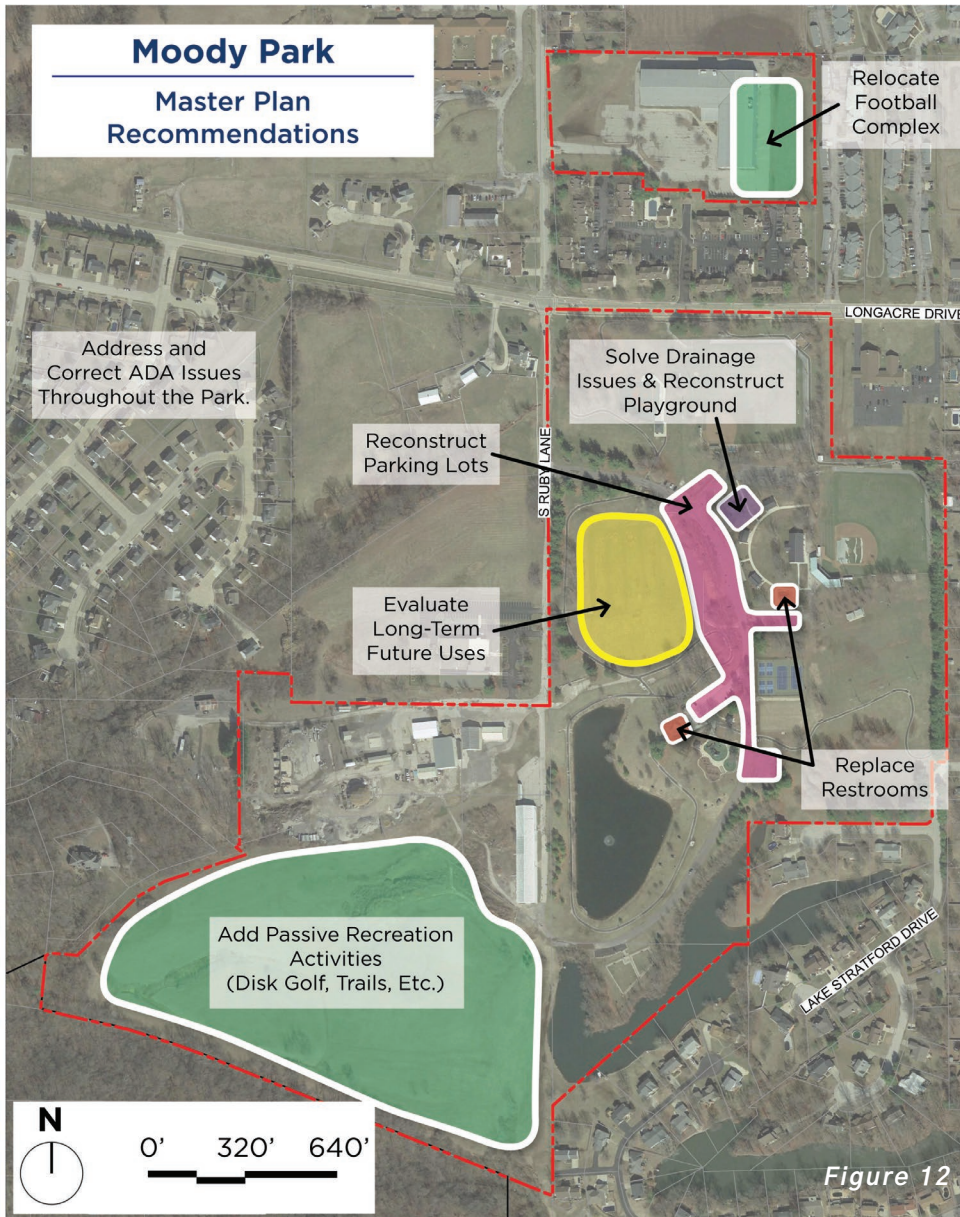 Moody Park
Master Plan
Recommendations
Relocate
Football
Complex
LONGACRE DRIVE
Address and
Correct ADA Issues
Throughout the Park.
Solve Drainage
Issues & Reconstruct
Playground
Reconstruct
Parking Lots
S RUBY LANE
Evaluate
Long-Term
Future Uses
Replace
Restrooms
Add Passive Recreation
Activities
(Disk Golf, Trails, Etc.)
LAKE STRATFORD DRIVE
N
0' 320' 640'
Figure 12